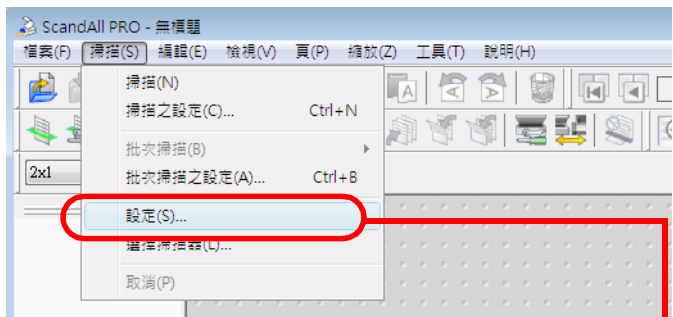 ScandAll PRO - 無標題
檔案(F) 掃描(S) 編輯(E) 檢視(V) 頁(P) 縮放(Z) 工具(T) 說明(H)
掃描(N)
掃描之設定(C)... Ctrl+N
批次掃描(B)
批次掃描之設定(A)... Ctrl+B
2x1
設定(S)...
選擇掃描器(L)...
取消(P)